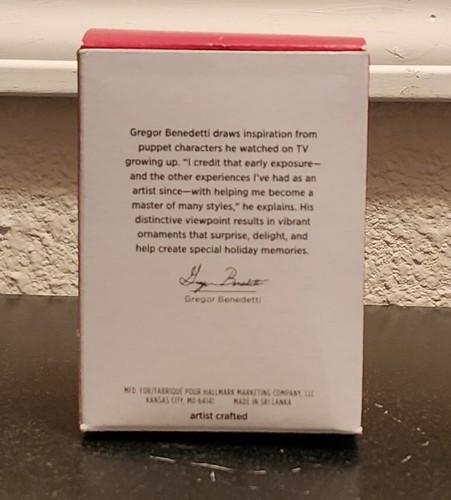 Gregor Benedetti draws inspiration from
puppet characters he watched on TV
growing up. "I credit that early exposure—
and the other experiences I've had as an
artist since—with helping me become a
master of many styles," he explains. His
distinctive viewpoint results in vibrant
ornaments that surprise, delight, and
help create special holiday memories.
Gregor Benedetti
Gregor Benedetti
MFD. FOR/FABRIQUÉ POUR HALLMARK MARKETING COMPANY, LLC
KANSAS CITY, MO 64141 MADE IN SRI LANKA
artist crafted